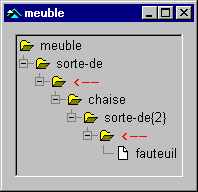 meuble
meuble
sorte-de
<--
chaise
sorte-de{2}
<--
fauteuil